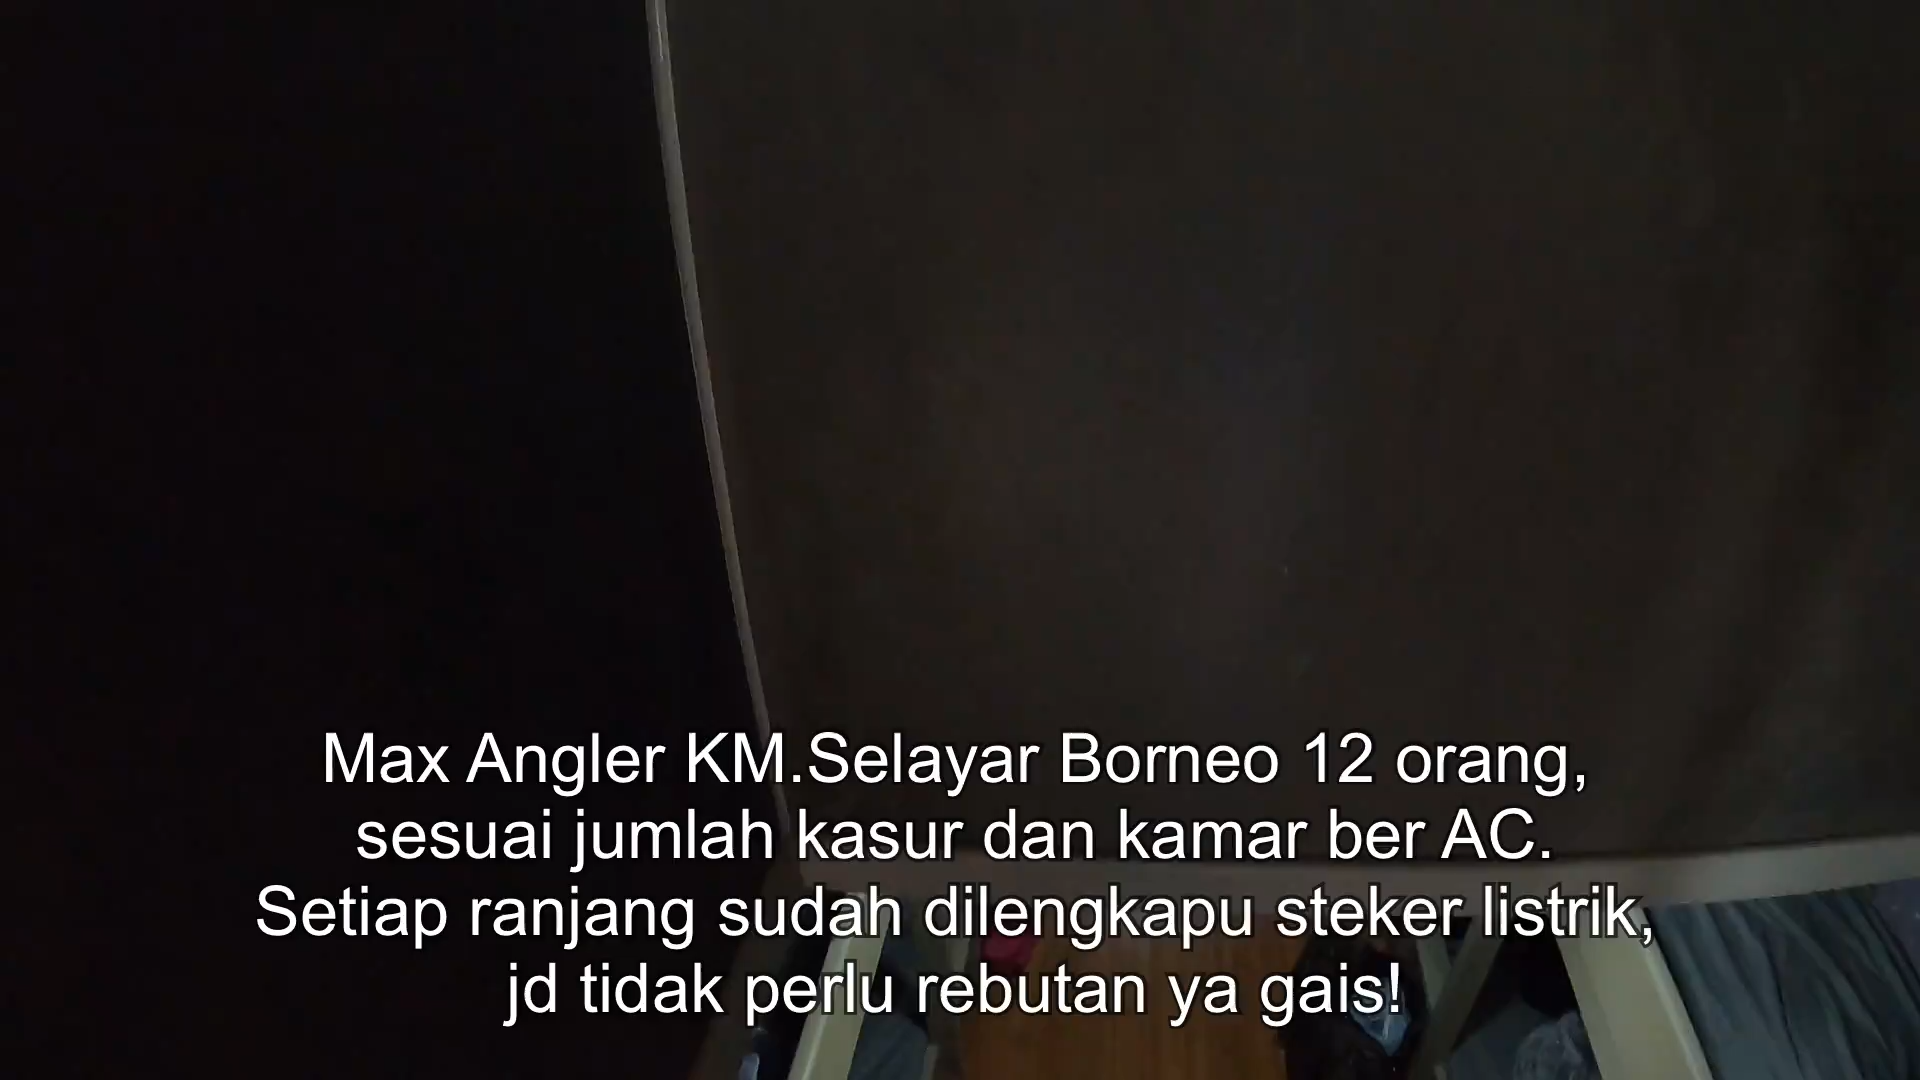 Max Angler KM.Selayar Borneo 12 orang,
sesuai jumlah kasur dan kamar ber AC.
Setiap ranjang sudah dilengkapu steker listrik,
jd tidak perlu rebutan ya gais!